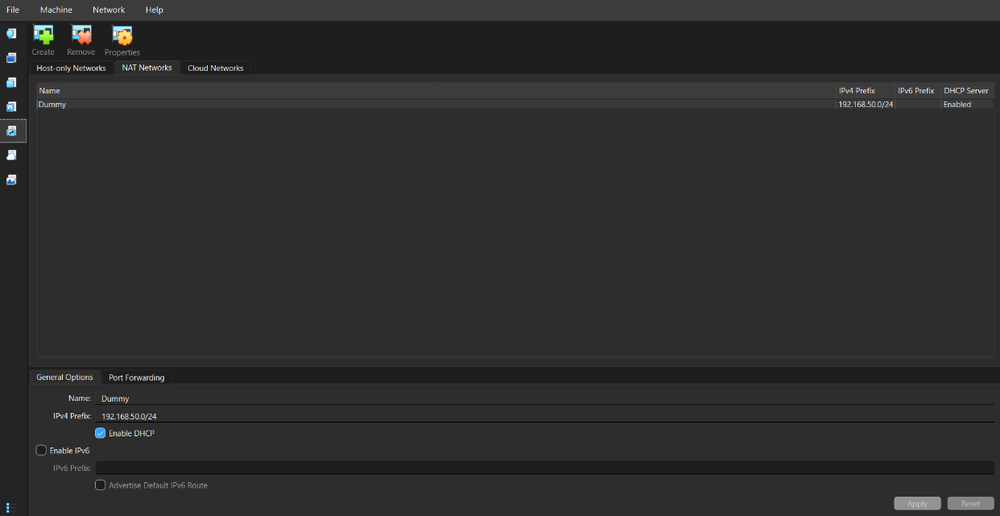 File Machine Network Help
Create Remove Properties
Host-only Networks NAT Networks Cloud Networks
Name IPv4 Prefix IPv6 Prefix DHCP Server
Dummy 192.168.50.0/24 Enabled
General Options Port Forwarding
Name: Dummy
IPv4 Prefix: 192.168.50.0/24
Enable DHCP
Enable IPv6
IPv6 Prefix:
Advertise Default IPv6 Route
Apply Reset